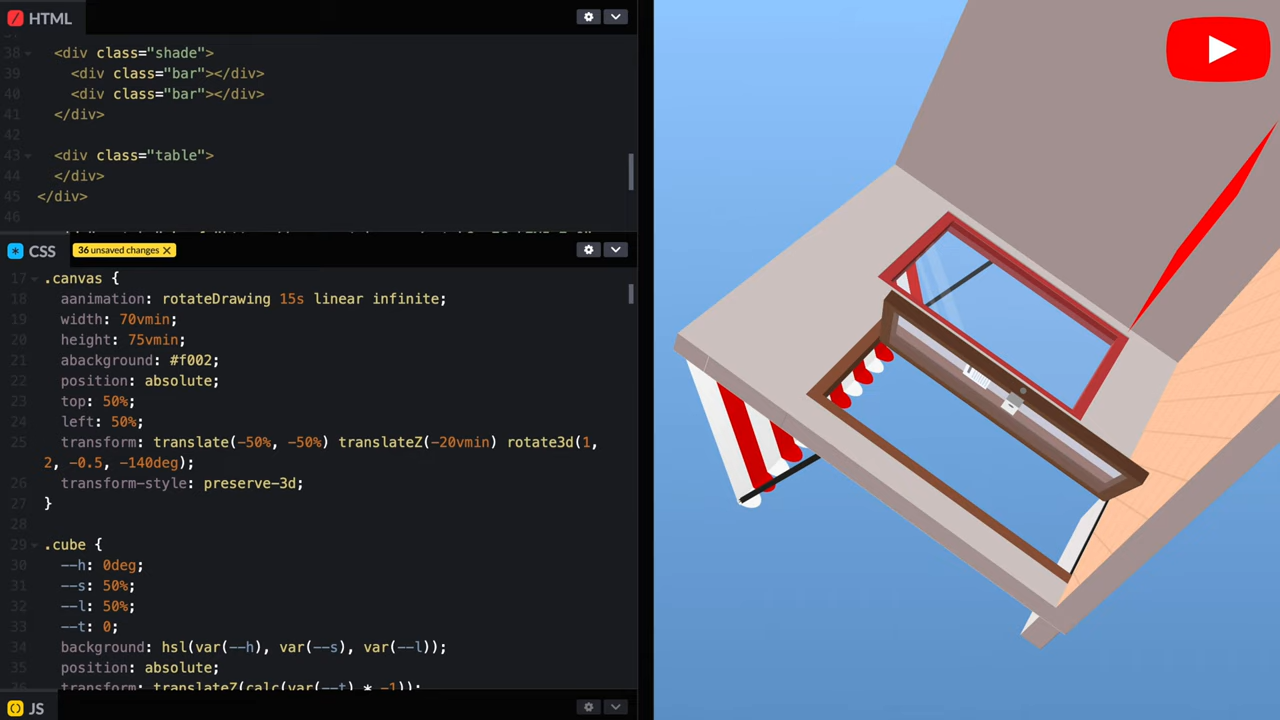 HTML
38 <div class="shade">
39 <div class="bar"></div>
40 <div class="bar"></div>
41 </div>
42
43 <div class="table">
44 </div>
45 </div>
46
CSS 36 unsaved changes ×
17 .canvas {
18 aanimation: rotateDrawing 15s linear infinite;
19 width: 70vmin;
20 height: 75vmin;
21 abackground: #f002;
22 position: absolute;
23 top: 50%;
24 left: 50%;
25 transform: translate(-50%, -50%) translateZ(-20vmin) rotate3d(1,
2, -0.5, -140deg);
26 transform-style: preserve-3d;
27 }
28
29 .cube {
30 --h: 0deg;
31 --s: 50%;
32 --l: 50%;
33 --t: 0;
34 background: hsl(var(--h), var(--s), var(--l));
35 position: absolute;
transform: translateZ(calc(var(--t) * -1));
JS